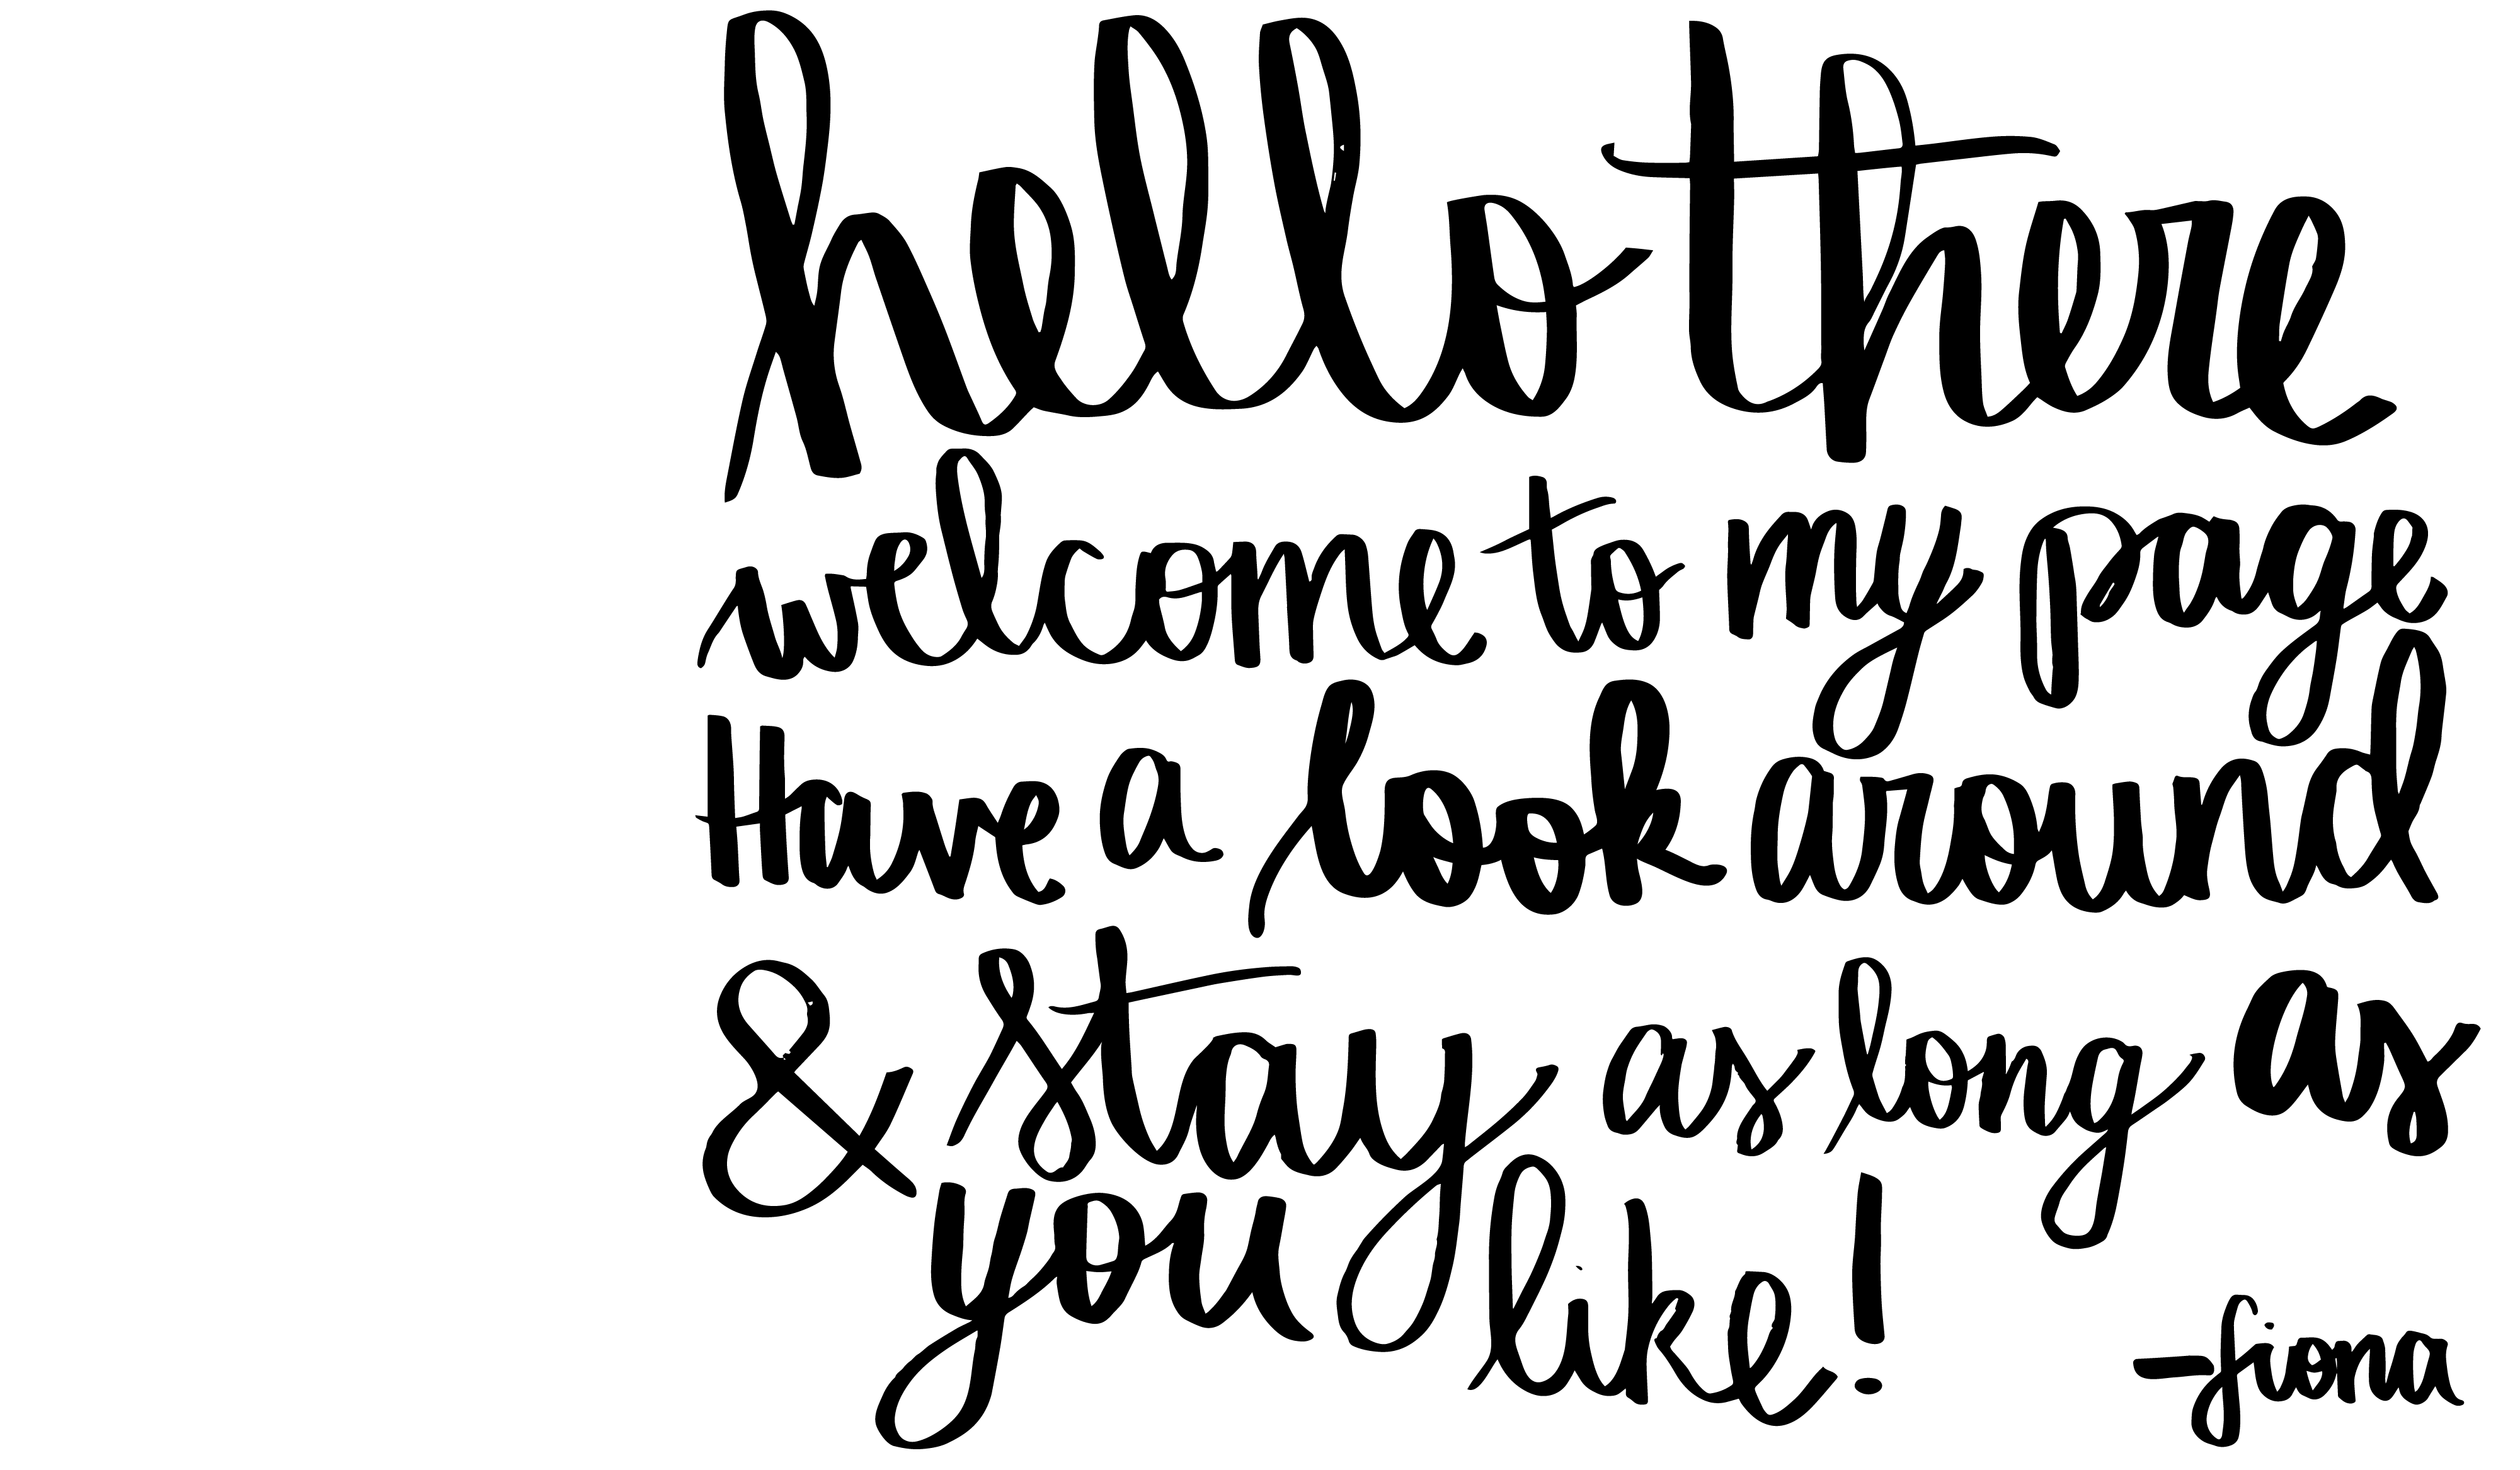 hello there
welcome to my page
Have a look around
& stay as long as
you like!
-fiona